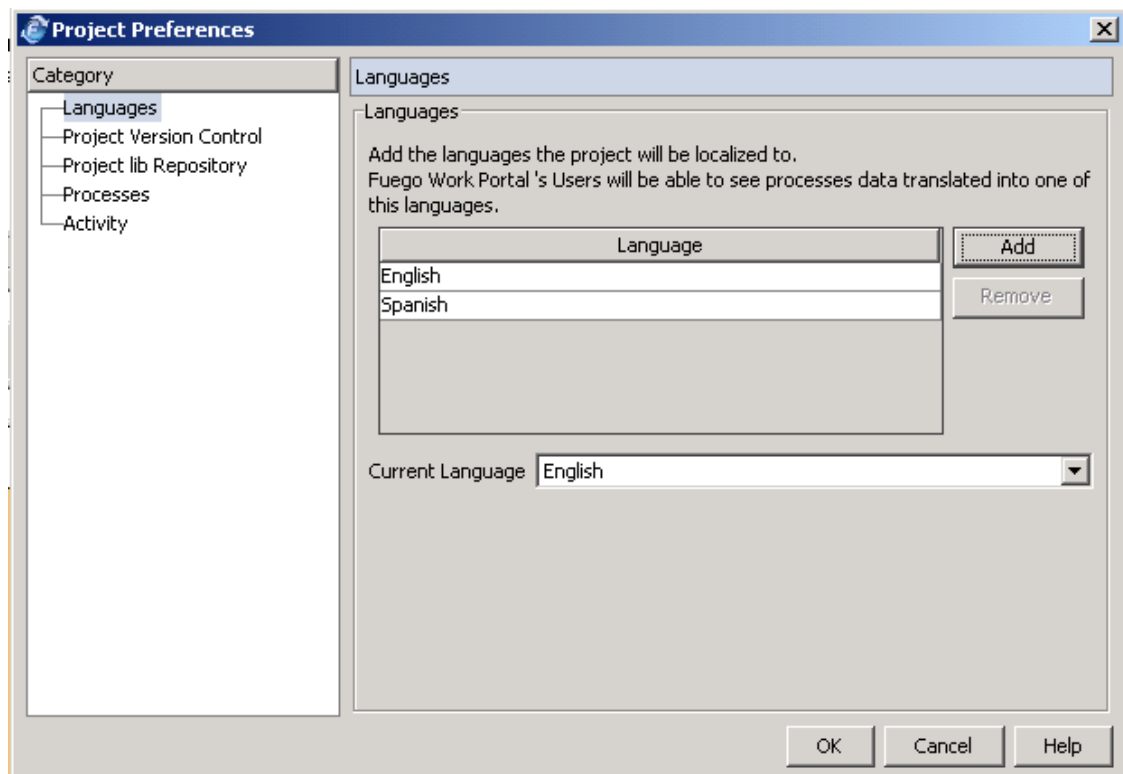 Project Preferences
Category
Languages
Project Version Control
Project lib Repository
Processes
Activity
Languages
Languages
Add the languages the project will be localized to.
Fuego Work Portal 's Users will be able to see processes data translated into one of
this languages.
Language
English
Spanish
Add
Remove
Current Language English
OK Cancel Help